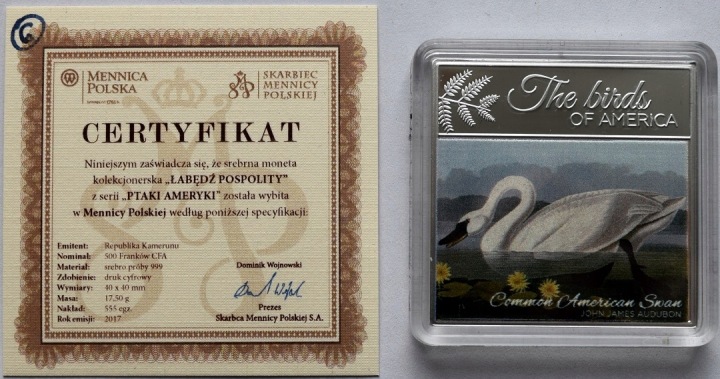 6
MENNICA
POLSKA
SKARBIEC
MENNICY
POLSKIEJ
CERTYFIKAT
Niniejszym zaświadcza się, że srebrna moneta
kolekcjonerska „ŁABĘDŹ POSPOLITY”
z serii „PTAKI AMERYKI” została wybita
w Mennicy Polskiej według poniższej specyfikacji:
Emitent: Republika Kamerunu
Nominał: 500 Franków CFA
Materiał: srebro próby 999
Zdobienie: druk cyfrowy
Wymiary: 40 x 40 mm
Masa: 17,50 g
Nakład: 555 egz.
Rok emisji: 2017
Dominik Wojnowski
Prezes
Skarbca Mennicy Polskiej S.A.
The birds
OF AMERICA
Common American Swan
JOHN JAMES AUDUBON